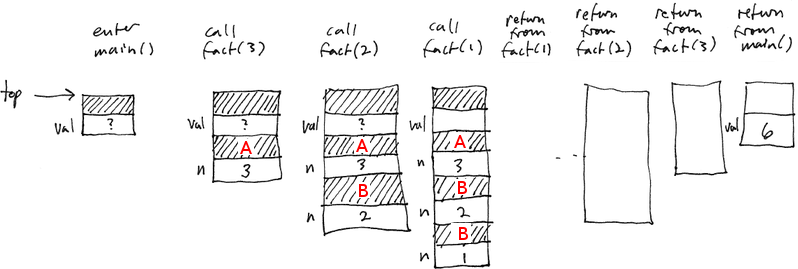 enter
main()
call
fact(3)
call
fact(2)
call
fact(1)
return
from
fact(1)
return
from
fact(2)
return
from
fact(3)
return
from
main()
top
val
?
val
?
A
n
3
val
?
A
n
3
B
n
2
val
A
n
3
B
n
2
B
n
1
...
val
6